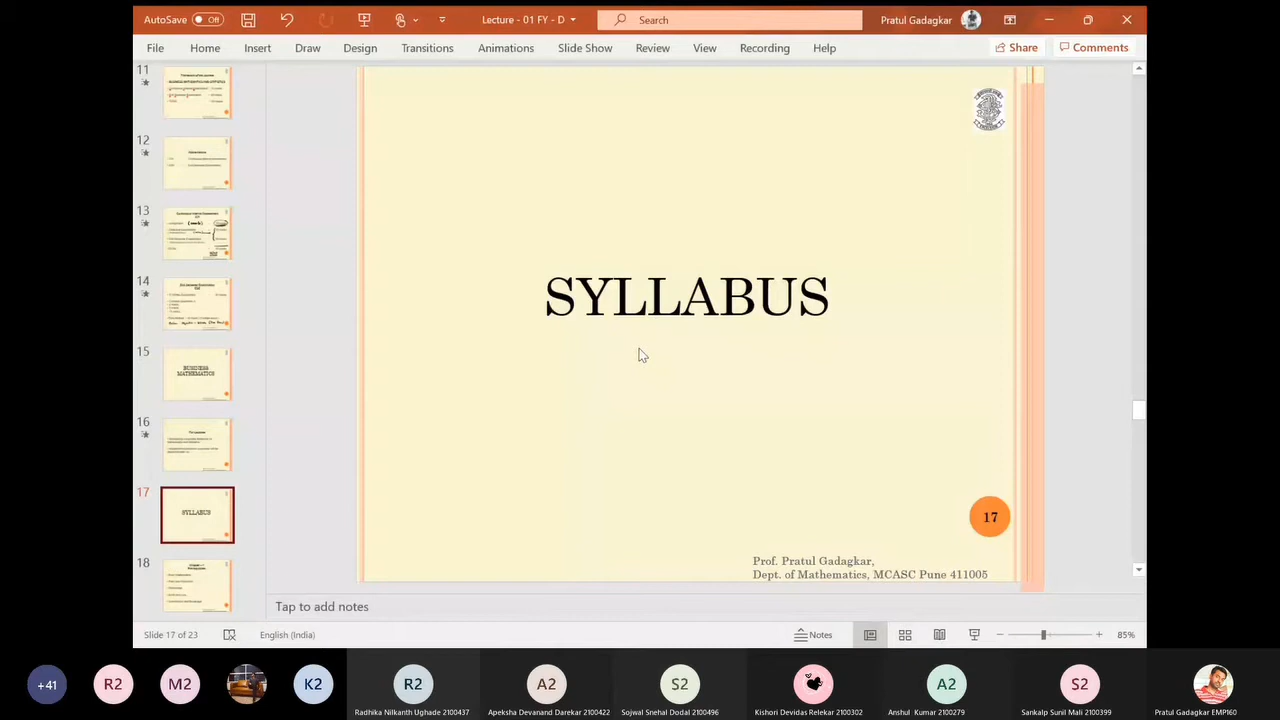 AutoSave Off
Lecture - 01 FY - D
Search
Pratul Gadagkar
File Home Insert Draw Design Transitions Animations Slide Show Review View Recording Help
Share
Comments
11
12
13
14
15
BUSINESS
MATHEMATICS
16
17
SYLLABUS
18
SYLLABUS
17
Prof. Pratul Gadagkar,
Dept. of Mathematics, MCASC Pune 411005
Tap to add notes
Slide 17 of 23
English (India)
Notes
85%
+41
R2
M2
K2
R2
A2
S2
A2
S2
Radhika Nilkanth Ughade 2100437
Apeksha Devanand Darekar 2100422
Sojwal Snehal Dodal 2100496
Kishori Devidas Relekar 2100302
Anshul Kumar 2100279
Sankalp Sunil Mali 2100399
Pratul Gadagkar EMP160